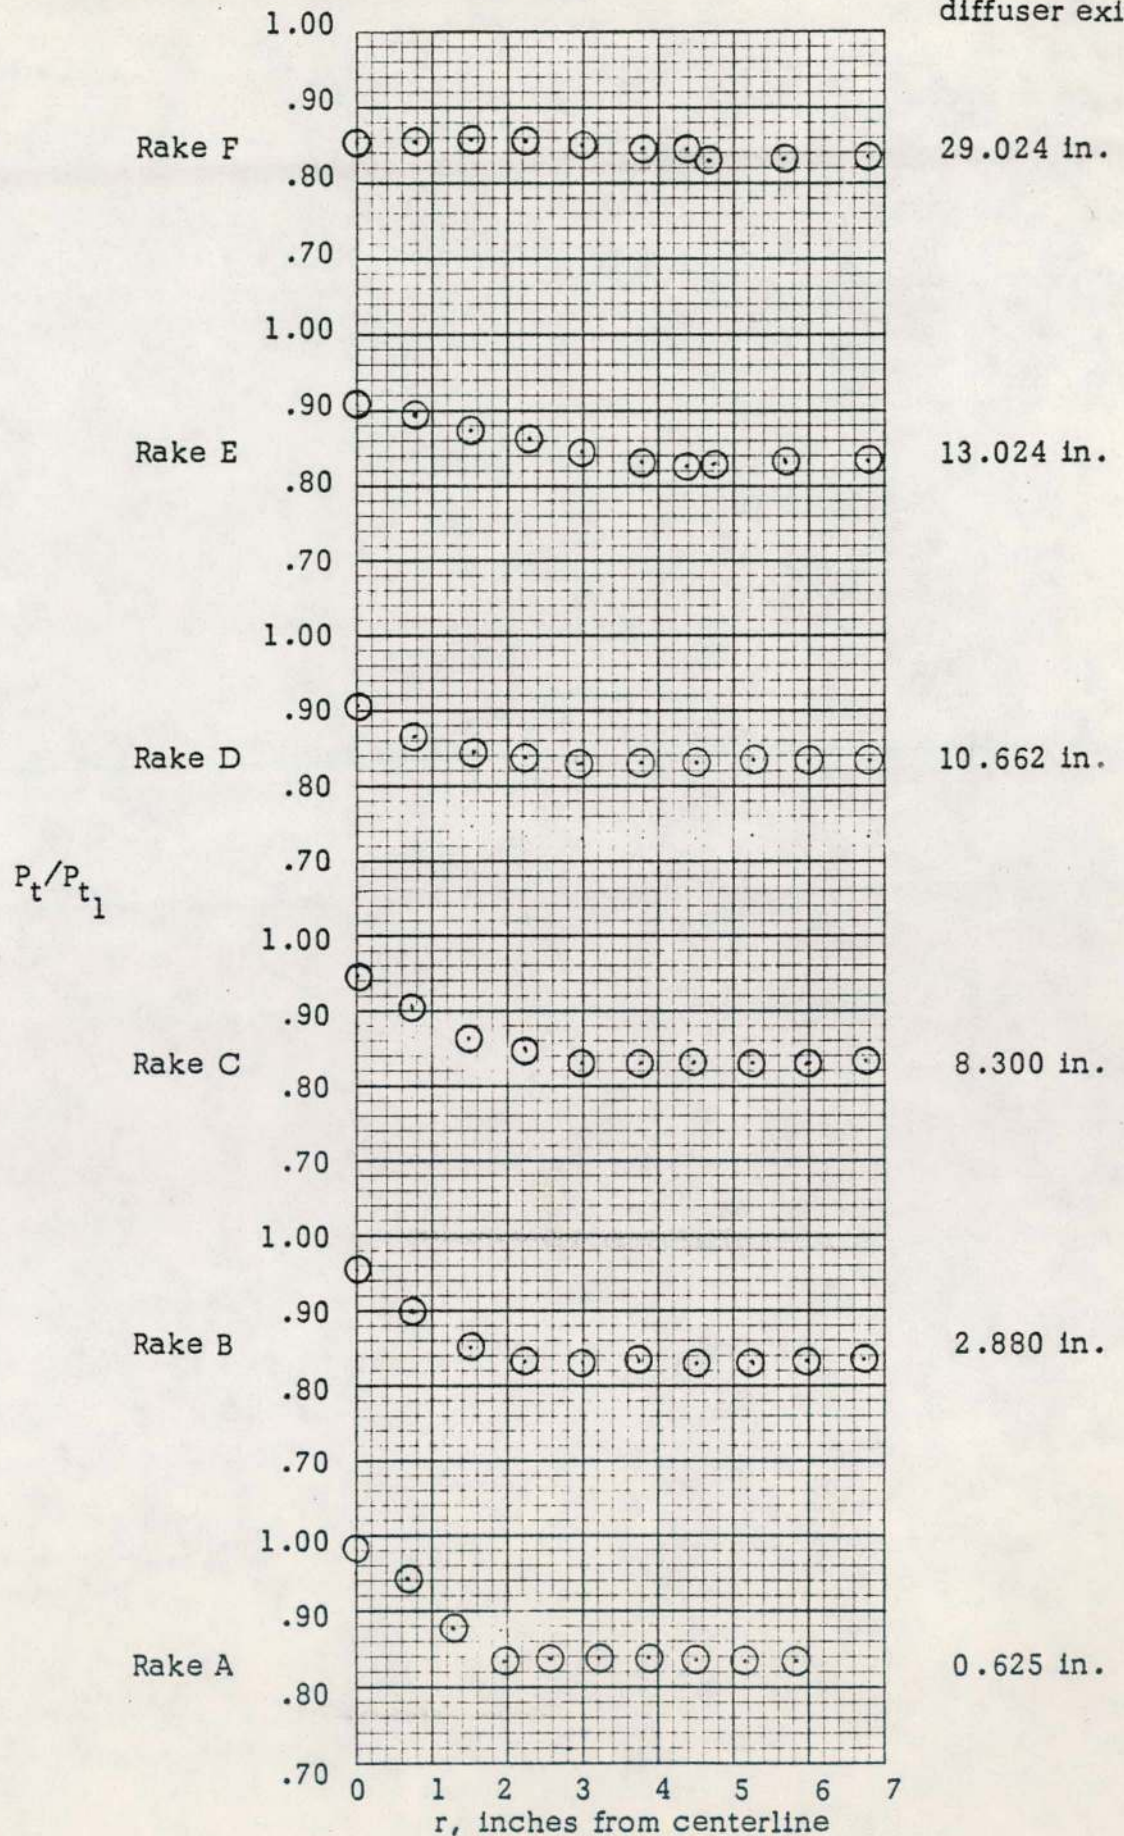 diffuser exi
1.00
.90
Rake F
29.024 in.
.80
.70
1.00
.90
Rake E
13.024 in.
.80
.70
1.00
.90
Rake D
10.662 in.
.80
.70
Pt/Pt1
1.00
.90
Rake C
8.300 in.
.80
.70
1.00
.90
Rake B
2.880 in.
.80
.70
1.00
.90
Rake A
0.625 in.
.80
.70
0 1 2 3 4 5 6 7
r, inches from centerline